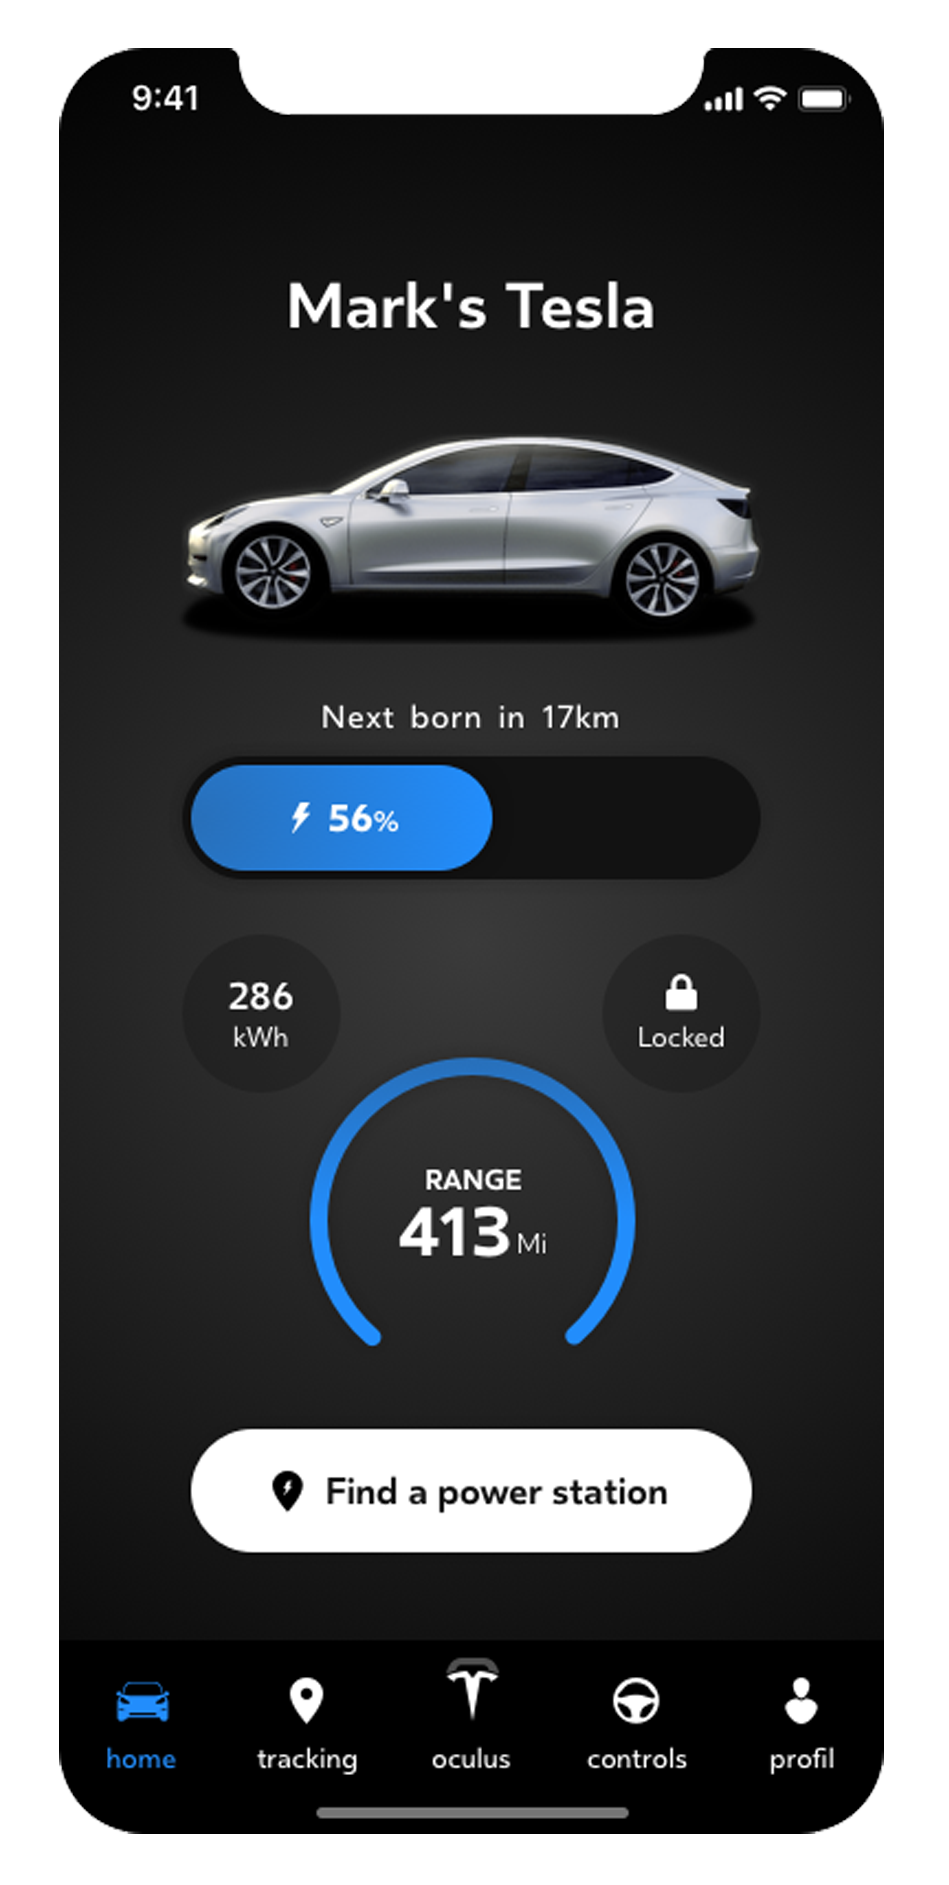 9:41
Mark's Tesla
Next born in 17km
56%
286
kWh
Locked
RANGE
413 Mi
Find a power station
home tracking oculus controls profil